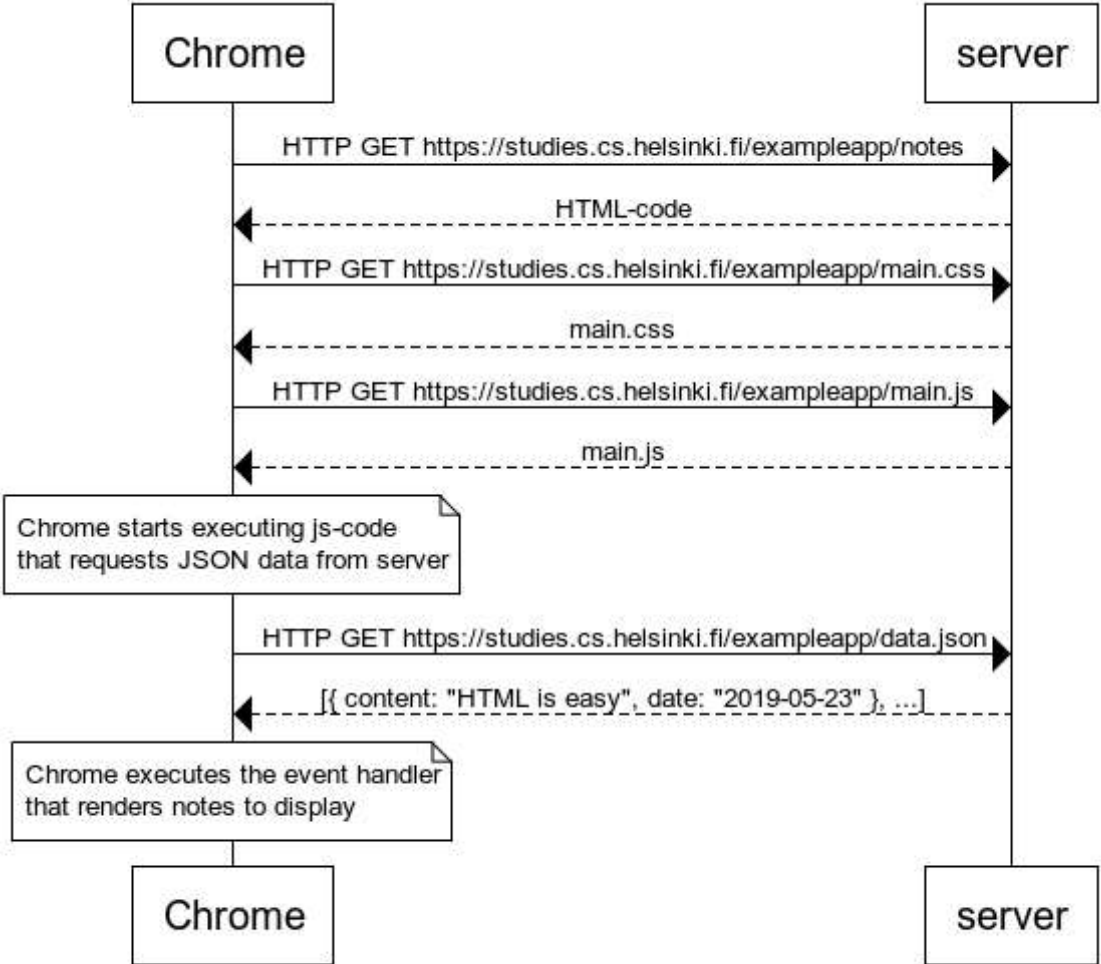 Chrome
server
HTTP GET https://studies.cs.helsinki.fi/exampleapp/notes
HTML-code
HTTP GET https://studies.cs.helsinki.fi/exampleapp/main.css
main.css
HTTP GET https://studies.cs.helsinki.fi/exampleapp/main.js
main.js
Chrome starts executing js-code
that requests JSON data from server
HTTP GET https://studies.cs.helsinki.fi/exampleapp/data.json
[{ content: "HTML is easy", date: "2019-05-23" }, ...]
Chrome executes the event handler
that renders notes to display
Chrome
server